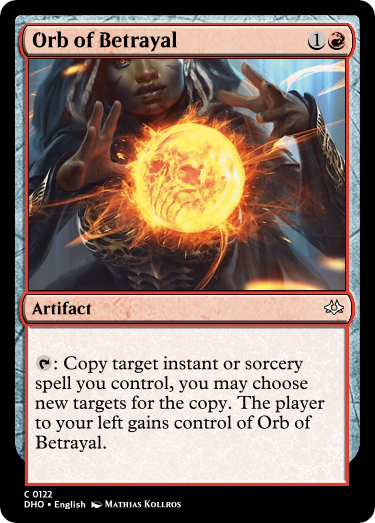 Orb of Betrayal 1
Artifact
: Copy target instant or sorcery
spell you control, you may choose
new targets for the copy. The player
to your left gains control of Orb of
Betrayal.
C 0122
DHO • English Mathias Kollros